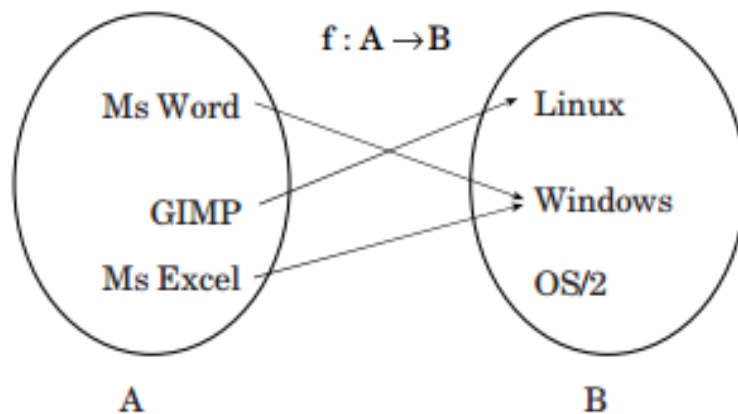 f : A → B
Ms Word
GIMP
Ms Excel
Linux
Windows
OS/2
A
B